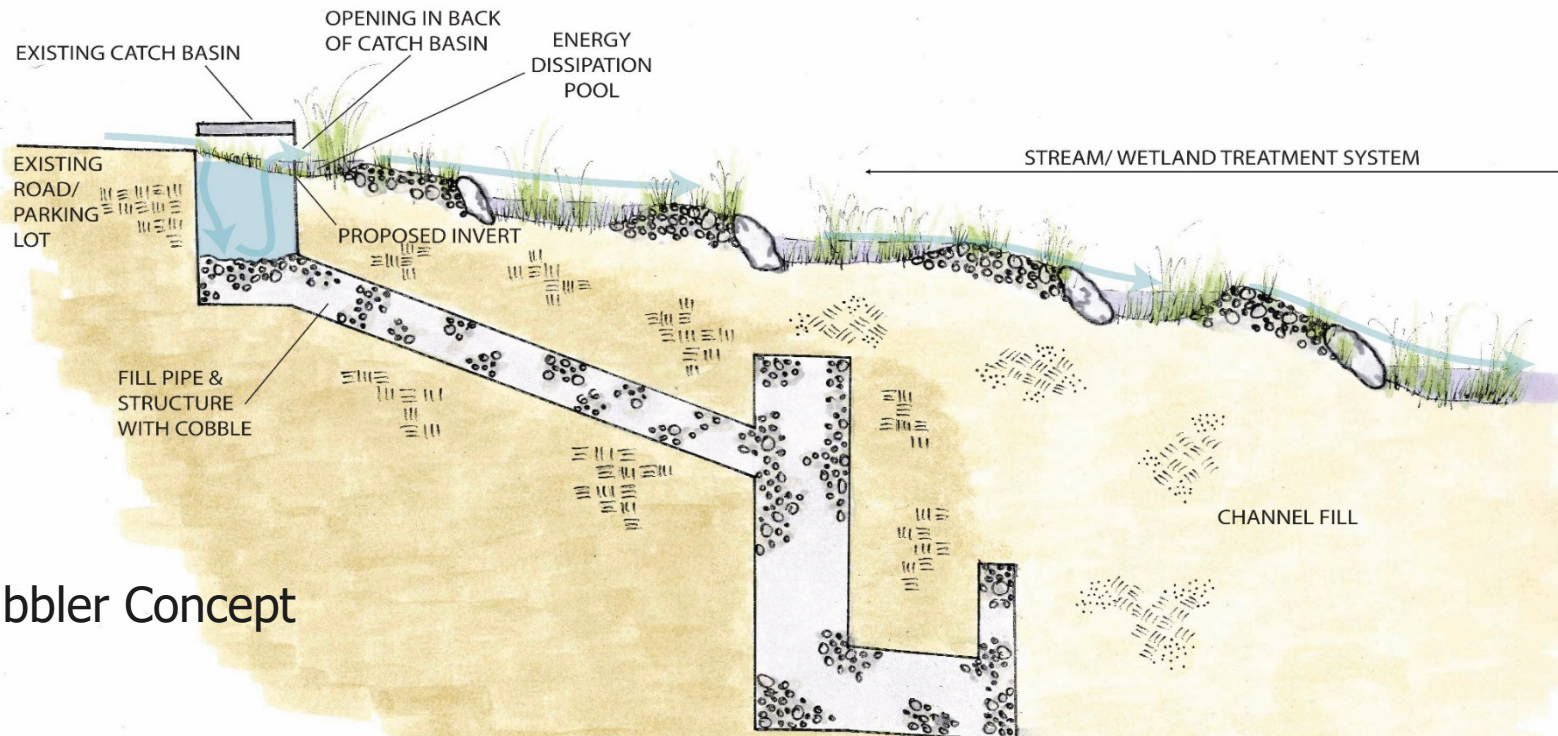 OPENING IN BACK
OF CATCH BASIN
EXISTING CATCH BASIN
ENERGY
DISSIPATION
POOL
STREAM/ WETLAND TREATMENT SYSTEM
EXISTING
ROAD/
PARKING
LOT
PROPOSED INVERT
FILL PIPE &
STRUCTURE
WITH COBBLE
CHANNEL FILL
bbler Concept